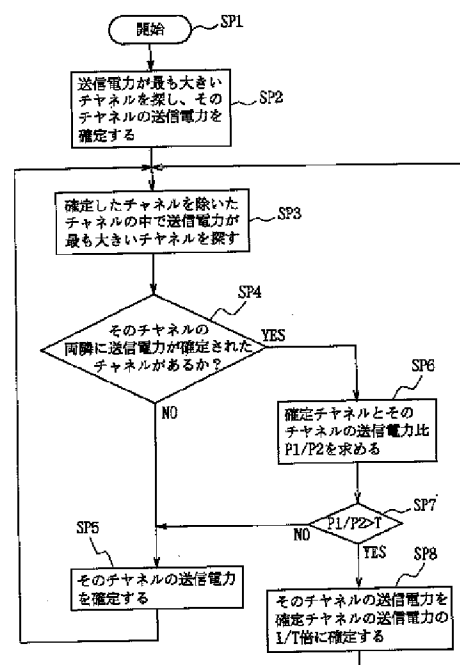 開始
SP1
送信電力が最も大きい
チャネルを探し、その
チャネルの送信電力を
確定する
SP2
確定したチャネルを除いた
チャネルの中で送信電力が
最も大きいチャネルを探す
SP3
SP4
そのチャネルの
両隣に送信電力が確定された
チャネルがあるか？
YES
NO
SP6
確定チャネルとその
チャネルの送信電力比
P1/P2を求める
SP7
P1/P2>T
NO
YES
SP5
そのチャネルの送信電力
を確定する
SP8
そのチャネルの送信電力を
確定チャネルの送信電力の
1/T倍に確定する